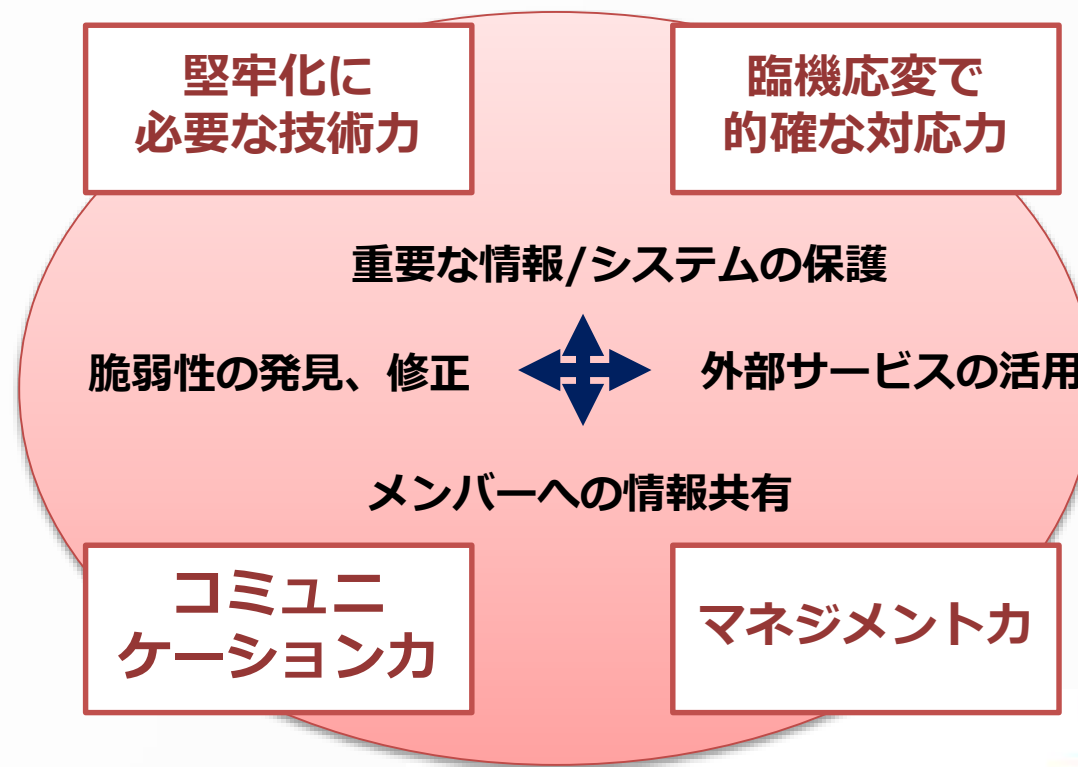 堅牢化に
必要な技術力
臨機応変で
的確な対応力
重要な情報/システムの保護
脆弱性の発見、修正
外部サービスの活用
メンバーへの情報共有
コミュニ
ケーション力
マネジメント力